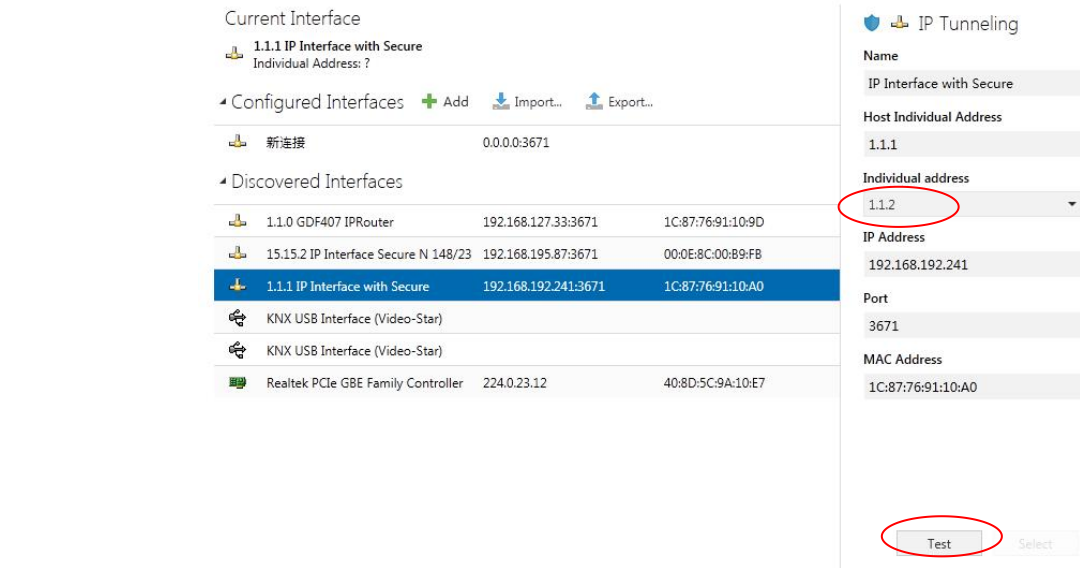 Current Interface
1.1.1 IP Interface with Secure
Individual Address: ?
Configured Interfaces Add Import... Export...
新连接 0.0.0.0:3671
Discovered Interfaces
1.1.0 GDF407 IPRouter 192.168.127.33:3671 1C:87:76:91:10:9D
15.15.2 IP Interface Secure N 148/23 192.168.195.87:3671 00:0E:8C:00:B9:FB
1.1.1 IP Interface with Secure 192.168.192.241:3671 1C:87:76:91:10:A0
KNX USB Interface (Video-Star)
KNX USB Interface (Video-Star)
Realtek PCIe GBE Family Controller 224.0.23.12 40:8D:5C:9A:10:E7
IP Tunneling
Name
IP Interface with Secure
Host Individual Address
1.1.1
Individual address
1.1.2
IP Address
192.168.192.241
Port
3671
MAC Address
1C:87:76:91:10:A0
Test Select